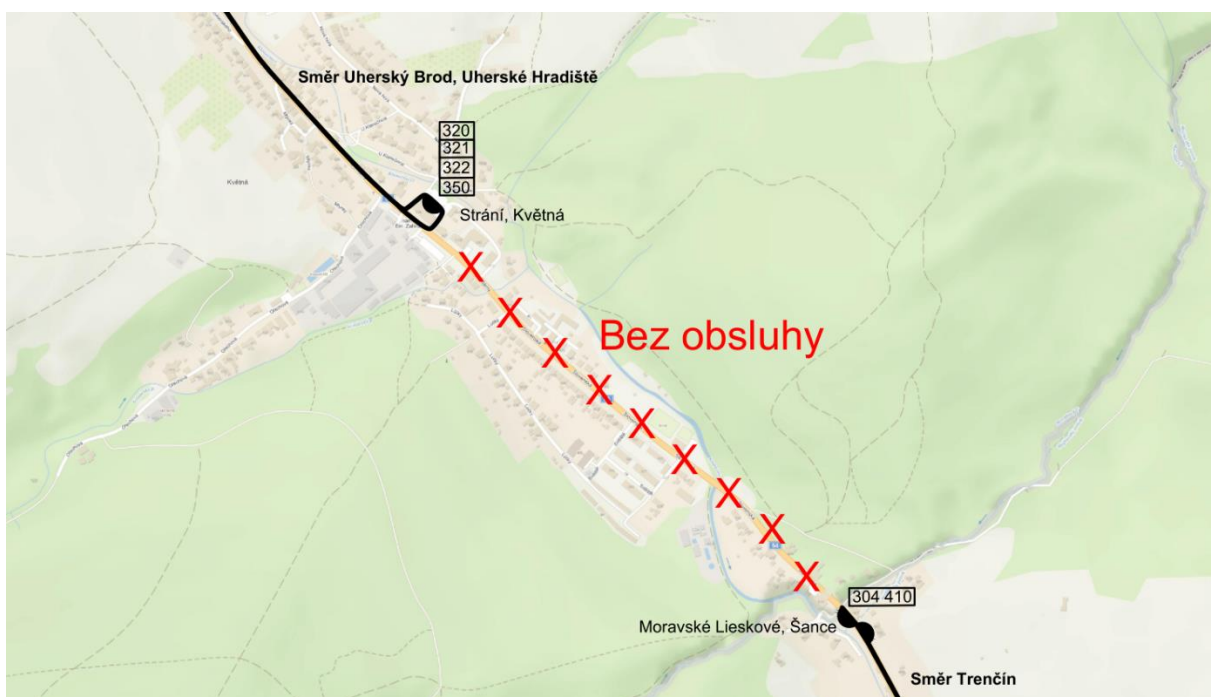 Směr Uherský Brod, Uherské Hradiště
320
321
322
350
Květná
Strání, Květná
Bez obsluhy
304 410
Moravské Lieskové, Šance
Směr Trenčín